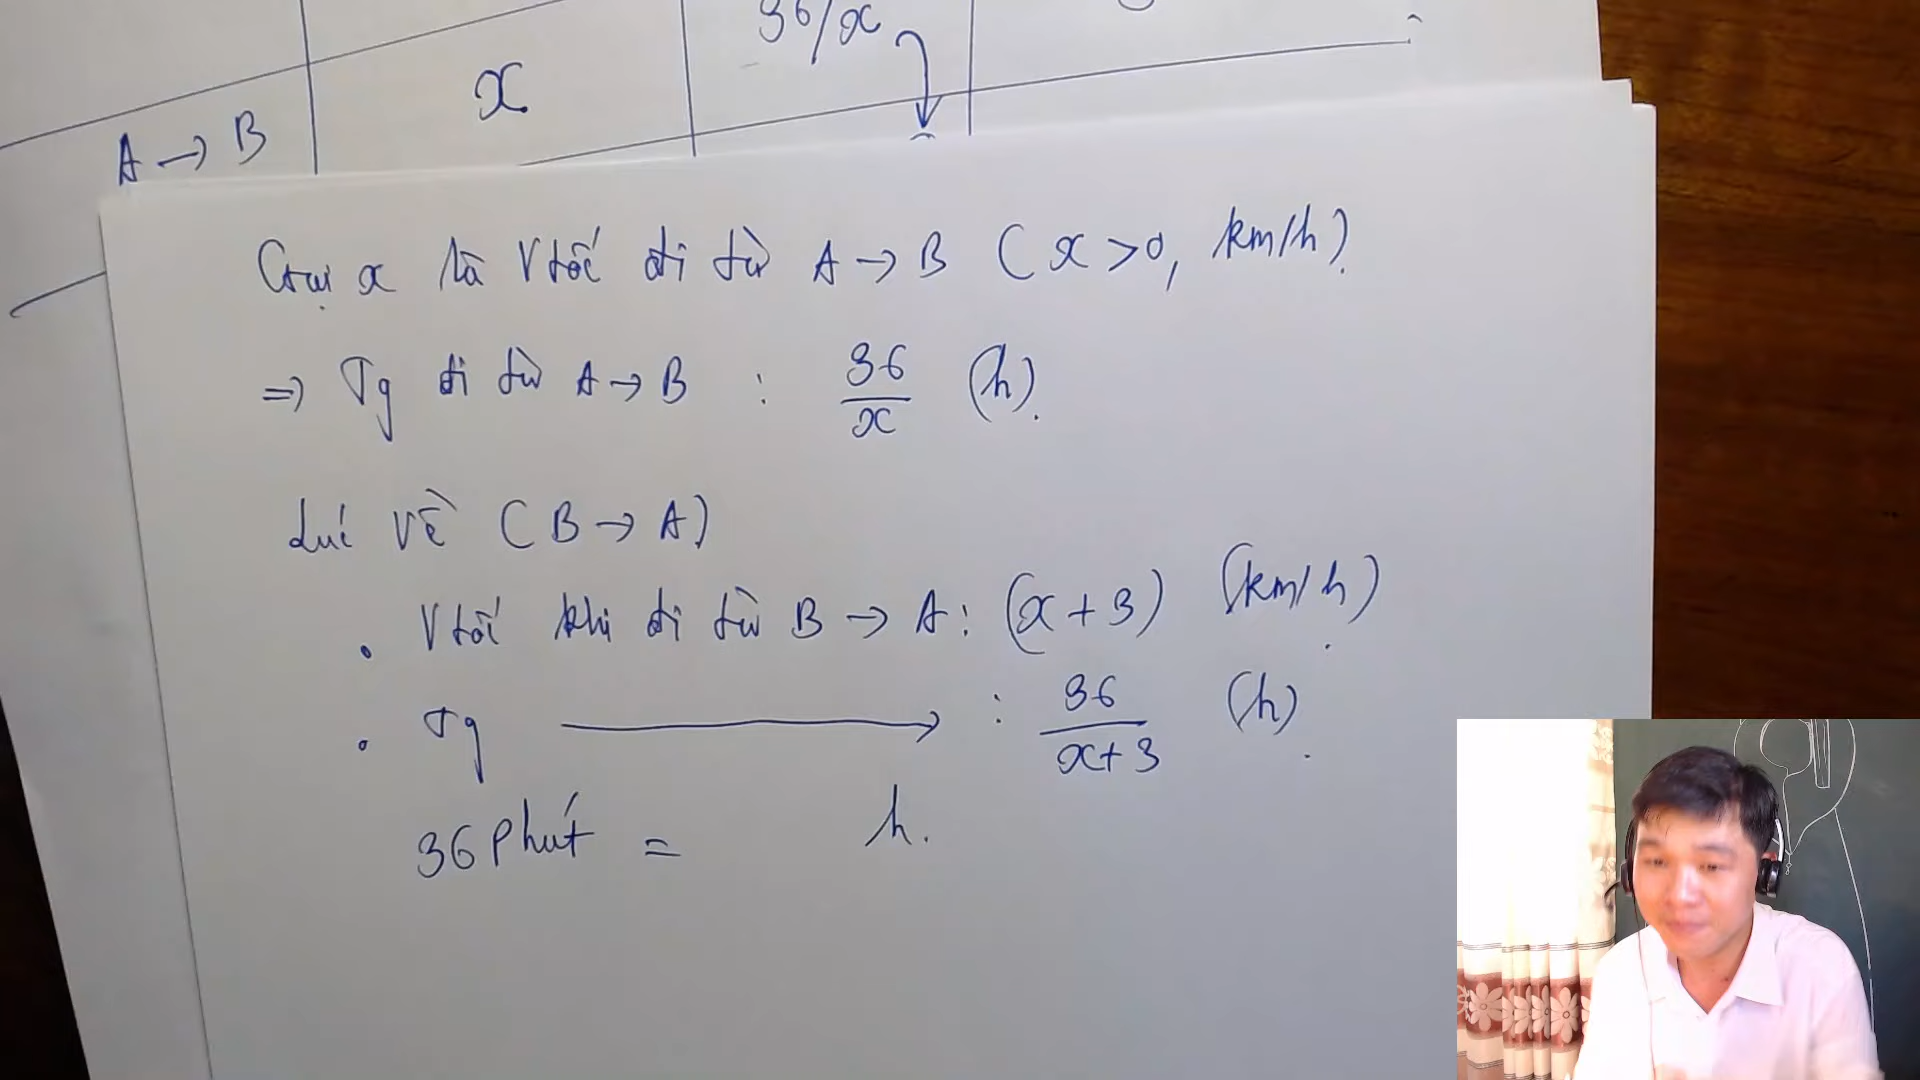 36/x
A → B x
Gọi x là Vtốc đi từ A → B (x > 0, km/h).
=> Tg đi từ A → B : 36/x (h).
Lúc về (B → A)
. Vtốc khi đi từ B → A : (x + 3) (km/h).
. Tg ⟶ : 36/x+3 (h).
36 phút = h.